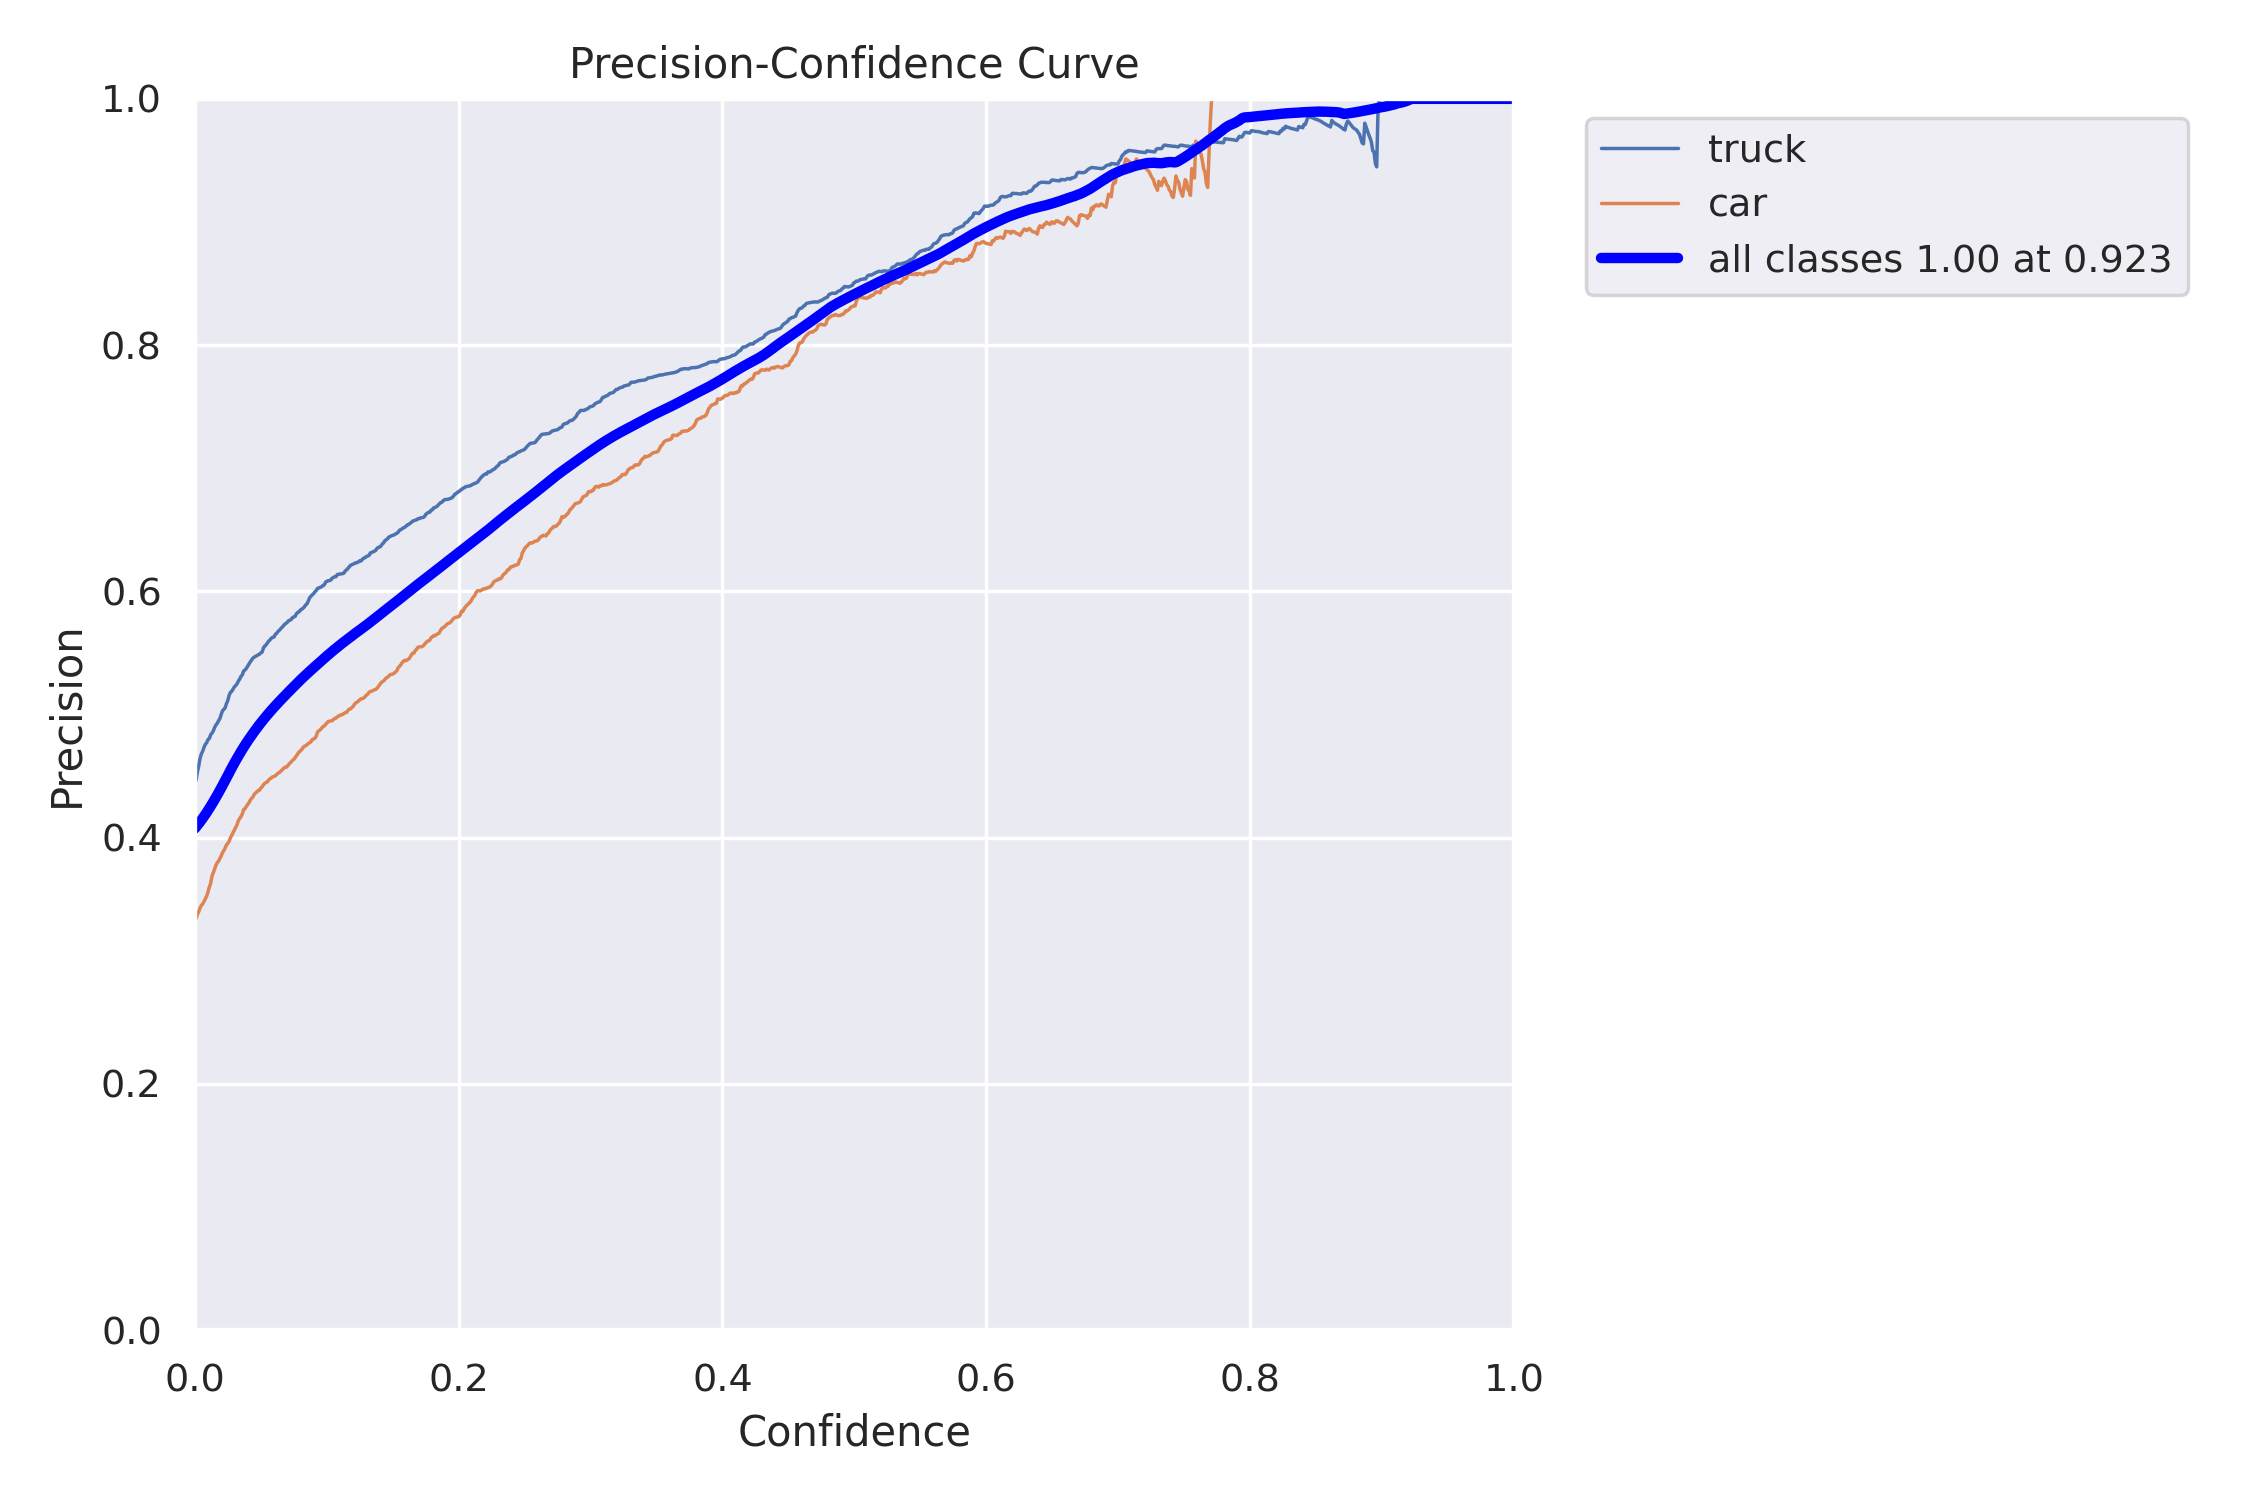 Precision-Confidence Curve
1.0
0.8
0.6
0.4
0.2
0.0
Precision
0.0 0.2 0.4 0.6 0.8 1.0
Confidence
truck
car
all classes 1.00 at 0.923